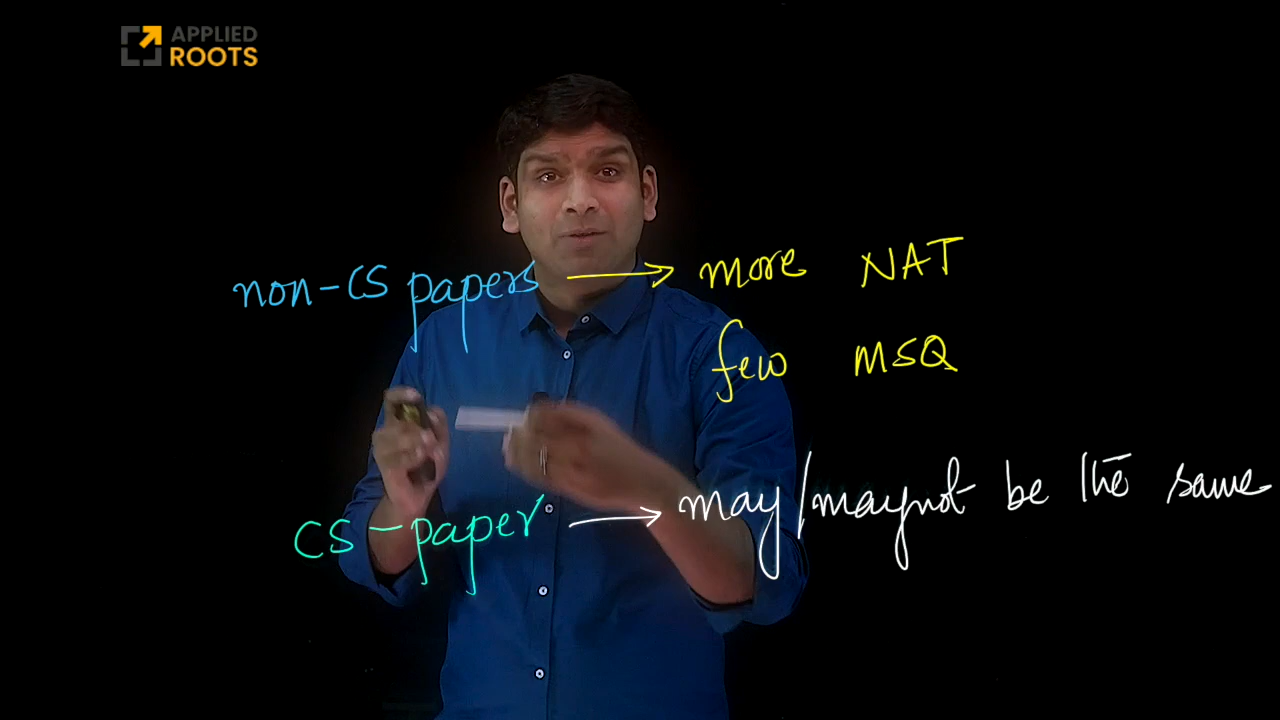 APPLIED
ROOTS
non-CS papers → more NAT
few MSQ
CS-paper → may/maynot be the same